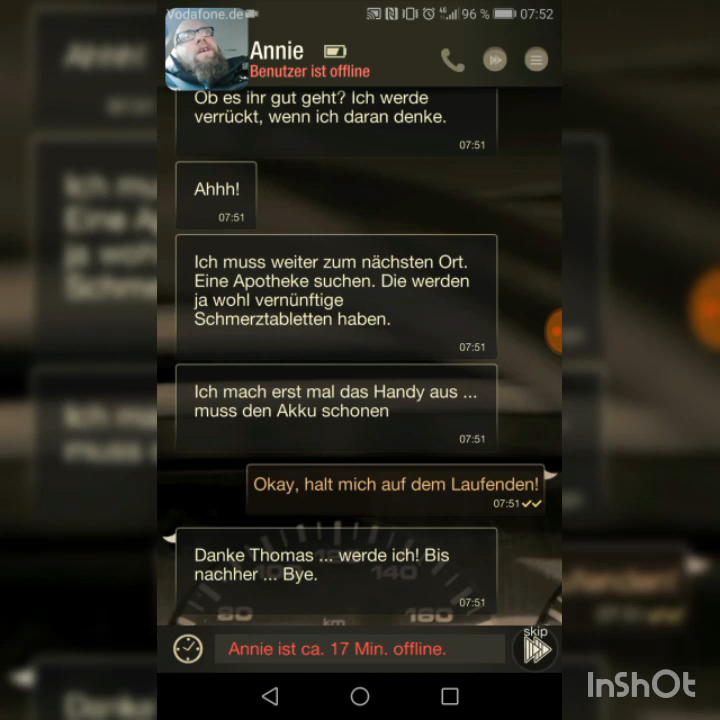 Vodafone.de
96 %
07:52
Annie
Benutzer ist offline
Ob es ihr gut geht? Ich werde
verrückt, wenn ich daran denke.
07:51
Ahhh!
07:51
Ich muss weiter zum nächsten Ort.
Eine Apotheke suchen. Die werden
ja wohl vernünftige
Schmerztabletten haben.
07:51
Ich mach erst mal das Handy aus ...
muss den Akku schonen
07:51
Okay, halt mich auf dem Laufenden!
07:51
Danke Thomas ... werde ich! Bis
nachher ... Bye.
07:51
80
km
140
160
Annie ist ca. 17 Min. offline.
skip
InShOt